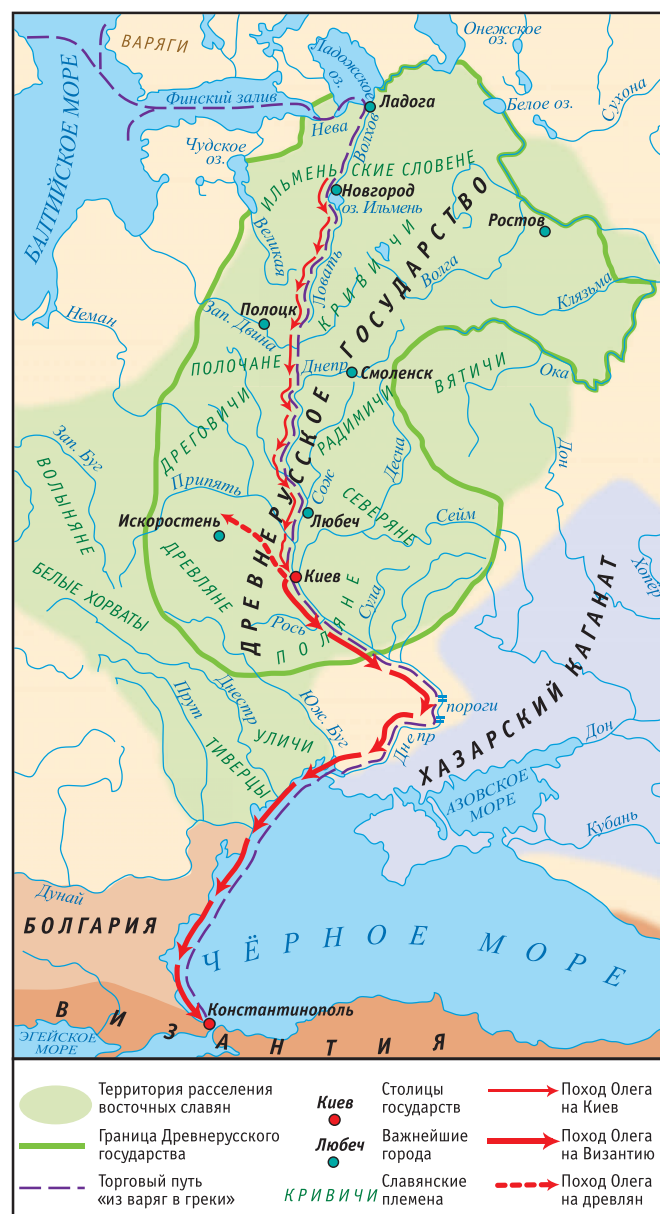 ВАРЯГИ
Онежское
оз.
Ладожское
оз.
БАЛТИЙСКОЕ МОРЕ
Финский залив
Ладога
Белое оз.
Сухона
Нева
Волхов
Чудское
оз.
ИЛЬМЕНЬСКИЕ СЛОВЕНЕ
Новгород
оз. Ильмень
Великая
Ростов
Ловать
КРИВИЧИ
Волга
Клязьма
ДРЕВНЕРУССКОЕ ГОСУДАРСТВО
Неман
Полоцк
Зап. Двина
ПОЛОЧАНЕ
Днепр
Смоленск
ВЯТИЧИ
Ока
ДРЕГОВИЧИ
РАДИМИЧИ
Десна
Дон
Зап. Буг
ВОЛЫНЯНЕ
Припять
Сож
Искоростень
Любеч
СЕВЕРЯНЕ
Сейм
ДРЕВЛЯНЕ
Киев
БЕЛЫЕ ХОРВАТЫ
Сула
Хопер
Рось
ПОЛЯНЕ
Прут
Днестр
Юж. Буг
УЛИЧИ
ТИВЕРЦЫ
пороги
Днепр
ХАЗАРСКИЙ КАГАНАТ
Дон
АЗОВСКОЕ
МОРЕ
Кубань
Дунай
БОЛГАРИЯ
ЧЁРНОЕ МОРЕ
Константинополь
ВИЗАНТИЯ
ЭГЕЙСКОЕ
МОРЕ
Территория расселения
восточных славян
Граница Древнерусского
государства
Торговый путь
«из варяг в греки»
Киев
Столицы
государств
Любеч
Важнейшие
города
КРИВИЧИ
Славянские
племена
Поход Олега
на Киев
Поход Олега
на Византию
Поход Олега
на древлян